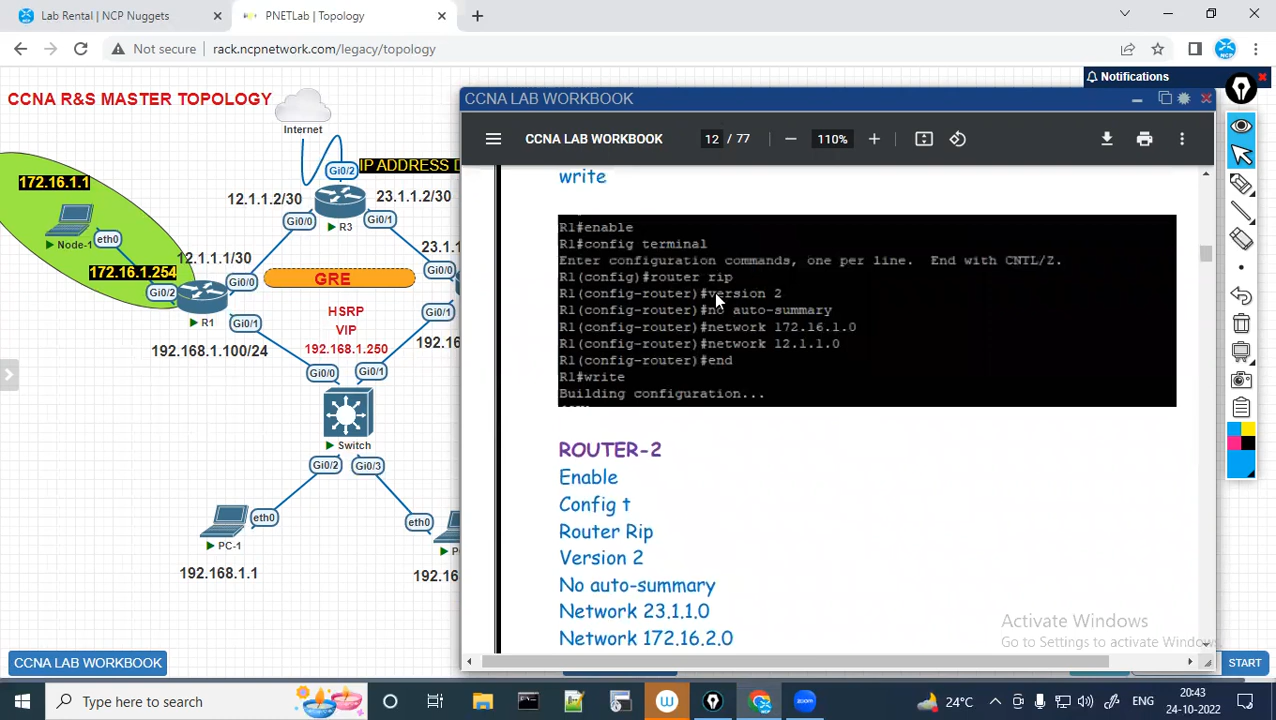 Lab Rental | NCP Nuggets
PNETLab | Topology
Not secure
rack.ncpnetwork.com/legacy/topology
Notifications
CCNA R&S MASTER TOPOLOGY
Internet
Gi0/2
IP ADDRESS D
172.16.1.1
12.1.1.2/30
23.1.1.2/30
Gi0/0
R3
Gi0/1
Node-1
eth0
23.1.
12.1.1.1/30
172.16.1.254
Gi0/0
Gi0/0
GRE
Gi0/2
R1
Gi0/1
HSRP
VIP
192.168.1.250
Gi0/1
192.168.1.100/24
192.16
Gi0/0
Gi0/1
Switch
Gi0/2
Gi0/3
eth0
eth0
PC-1
P
192.168.1.1
192.16
CCNA LAB WORKBOOK
CCNA LAB WORKBOOK
CCNA LAB WORKBOOK
12 / 77
110%
write
R1#enable
R1#config terminal
Enter configuration commands, one per line. End with CNTL/Z.
R1(config)#router rip
R1(config-router)#version 2
R1(config-router)#no auto-summary
R1(config-router)#network 172.16.1.0
R1(config-router)#network 12.1.1.0
R1(config-router)#end
R1#write
Building configuration...
ROUTER-2
Enable
Config t
Router Rip
Version 2
No auto-summary
Network 23.1.1.0
Network 172.16.2.0
Activate Windows
Go to Settings to activate Windows
START
Type here to search
24°C
ENG
20:43
24-10-2022